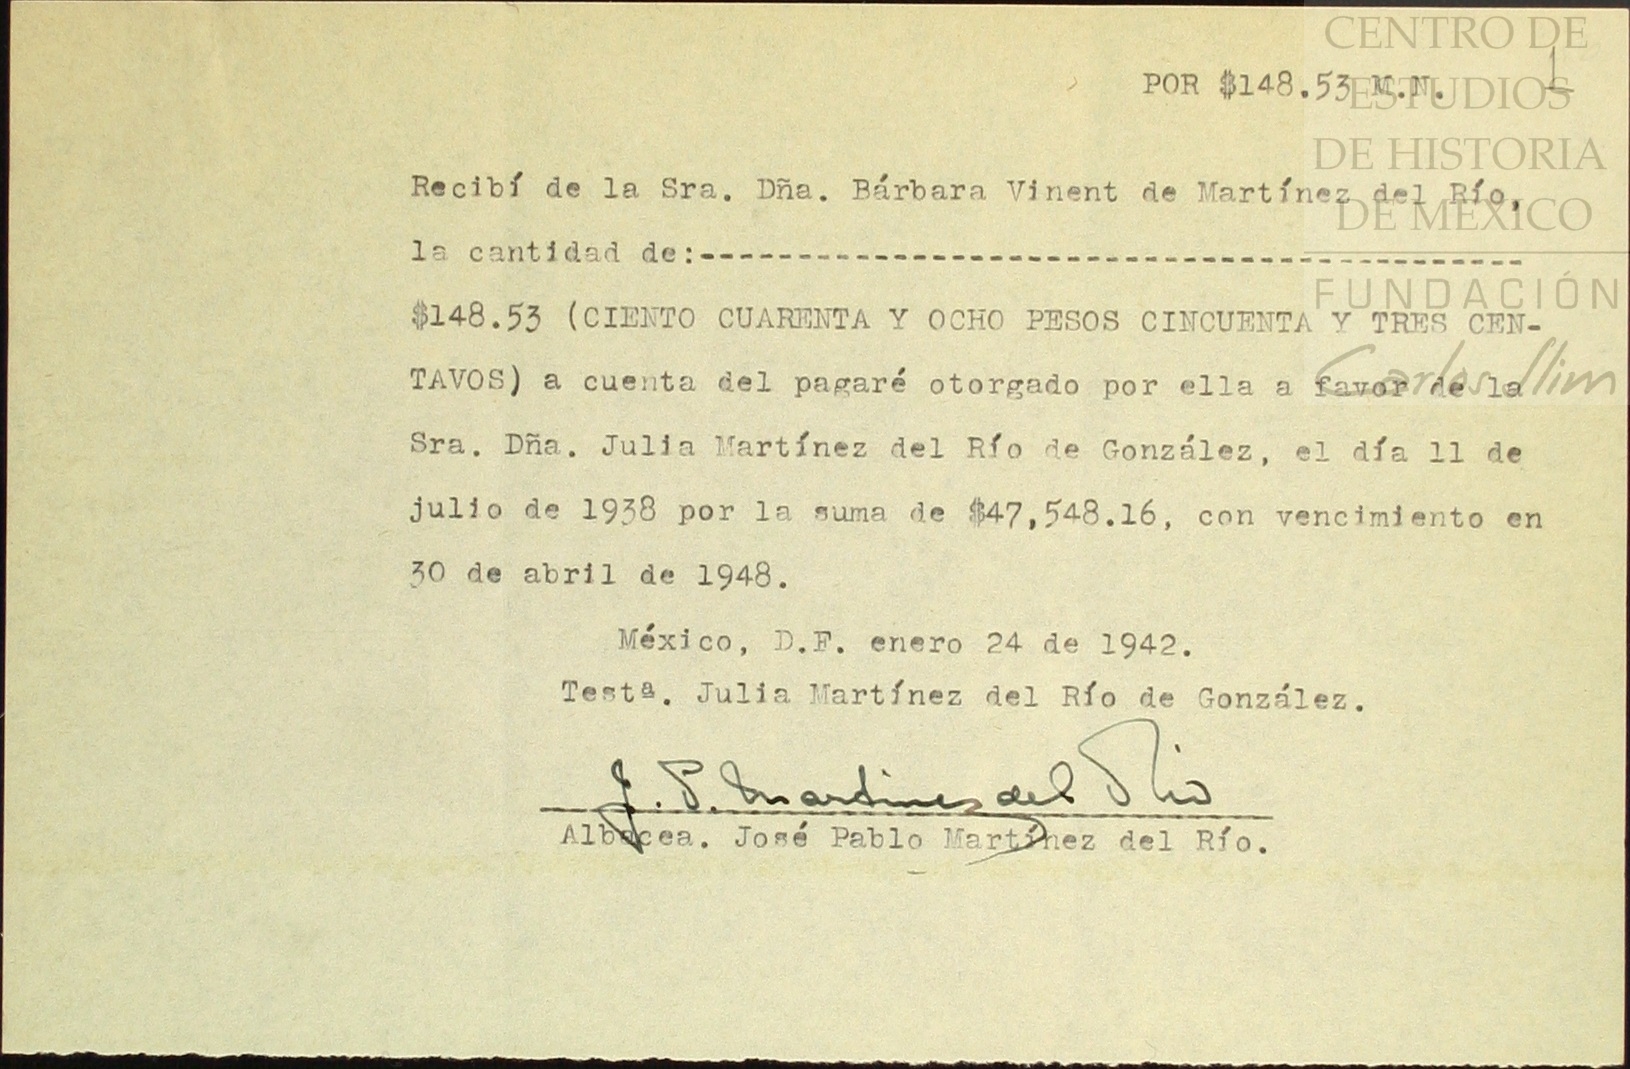 CENTRO DE
ESTUDIOS
DE HISTORIA
DE MÉXICO
FUNDACIÓN
Carlos Slim
1
POR $148.53 M.N.
Recibí de la Sra. Dña. Bárbara Vinent de Martínez del Río,
la cantidad de:-------------------------------------------
$148.53 (CIENTO CUARENTA Y OCHO PESOS CINCUENTA Y TRES CEN-
TAVOS) a cuenta del pagaré otorgado por ella a favor de la
Sra. Dña. Julia Martínez del Río de González, el día 11 de
julio de 1938 por la suma de $47,548.16, con vencimiento en
30 de abril de 1948.
México, D.F. enero 24 de 1942.
Testª. Julia Martínez del Río de González.
J. P. Martinez del Rio
Albacea. José Pablo Martínez del Río.